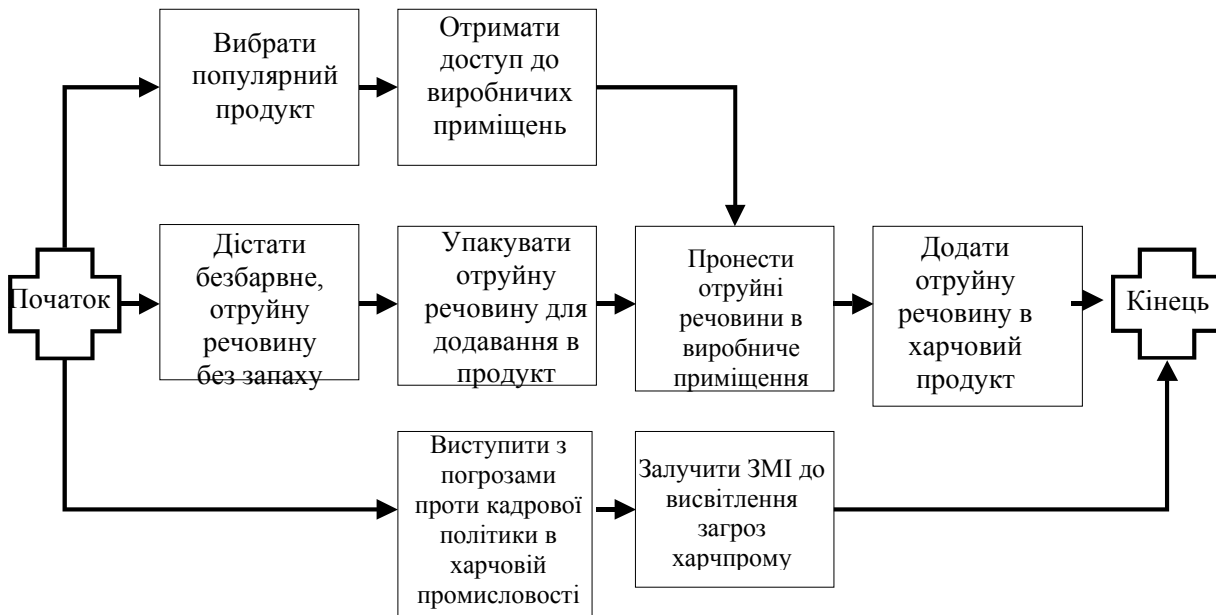 Вибрати
популярний
продукт
Отримати
доступ до
виробничих
приміщень
Початок
Дістати
безбарвне,
отруйну
речовину
без запаху
Упакувати
отруйну
речовину для
додавання в
продукт
Пронести
отруйні
речовини в
виробниче
приміщення
Додати
отруйну
речовину в
харчовий
продукт
Кінець
Виступити з
погрозами
проти кадрової
політики в
харчовій
промисловості
Залучити ЗМІ до
висвітлення
загроз
харчпрому